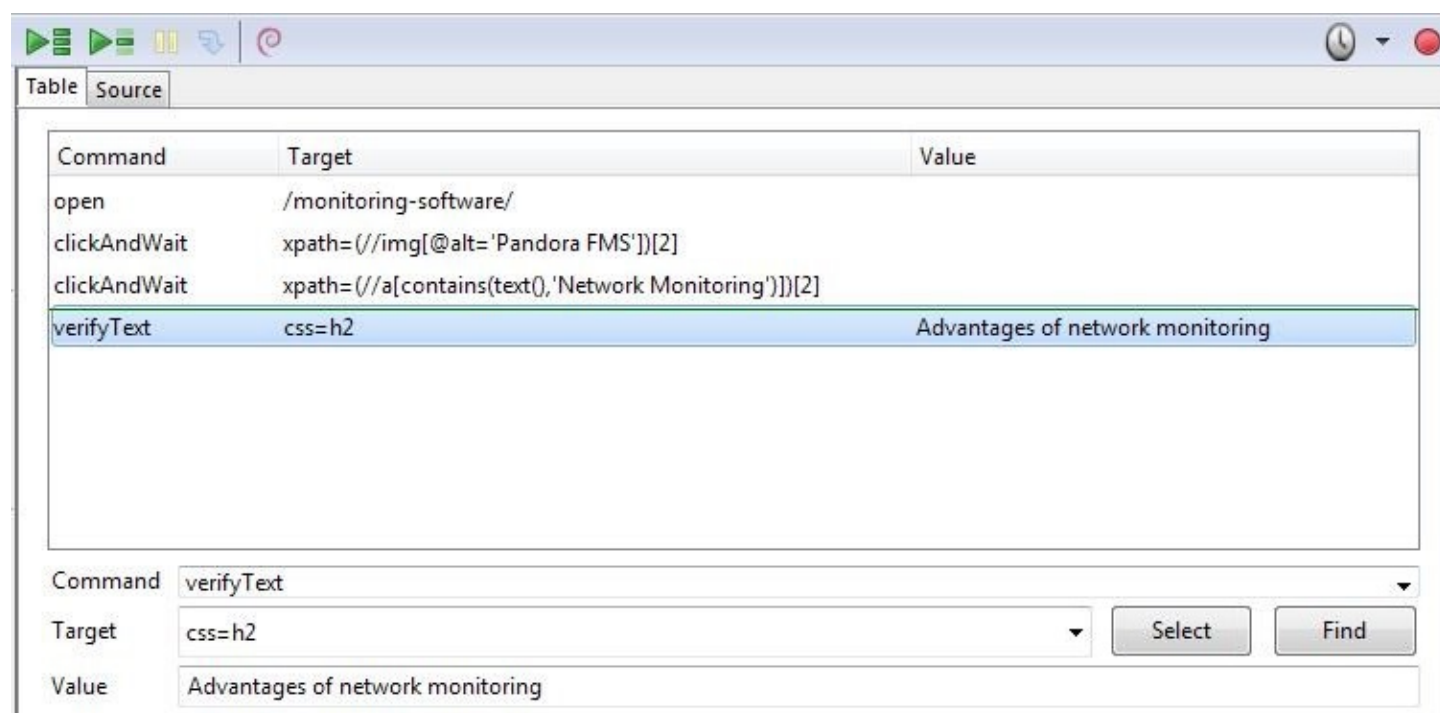 Table Source
Command Target Value
open /monitoring-software/
clickAndWait xpath=(//img[@alt='Pandora FMS'])[2]
clickAndWait xpath=(//a[contains(text(),'Network Monitoring')])[2]
verifyText css=h2 Advantages of network monitoring
Command verifyText
Target css=h2 Select Find
Value Advantages of network monitoring